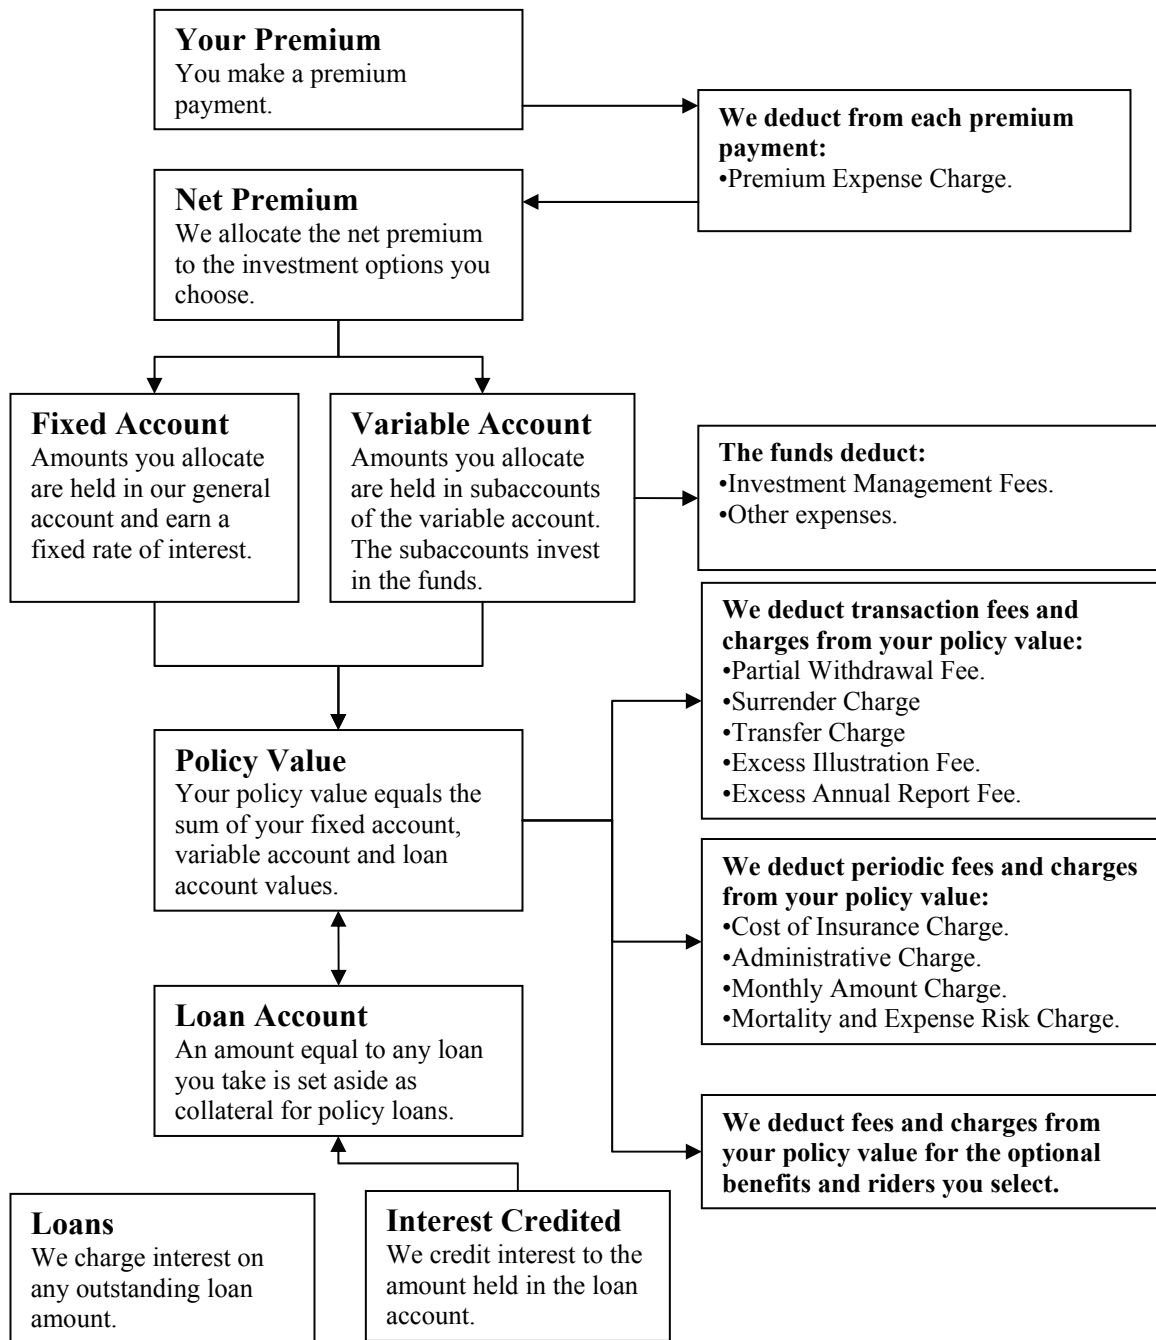 Your Premium
You make a premium
payment.
We deduct from each premium
payment:
•Premium Expense Charge.
Net Premium
We allocate the net premium
to the investment options you
choose.
Fixed Account
Amounts you allocate
are held in our general
account and earn a
fixed rate of interest.
Variable Account
Amounts you allocate
are held in subaccounts
of the variable account.
The subaccounts invest
in the funds.
The funds deduct:
•Investment Management Fees.
•Other expenses.
We deduct transaction fees and
charges from your policy value:
•Partial Withdrawal Fee.
•Surrender Charge
•Transfer Charge
•Excess Illustration Fee.
•Excess Annual Report Fee.
Policy Value
Your policy value equals the
sum of your fixed account,
variable account and loan
account values.
We deduct periodic fees and charges
from your policy value:
•Cost of Insurance Charge.
•Administrative Charge.
•Monthly Amount Charge.
•Mortality and Expense Risk Charge.
Loan Account
An amount equal to any loan
you take is set aside as
collateral for policy loans.
We deduct fees and charges from
your policy value for the optional
benefits and riders you select.
Loans
We charge interest on
any outstanding loan
amount.
Interest Credited
We credit interest to the
amount held in the loan
account.